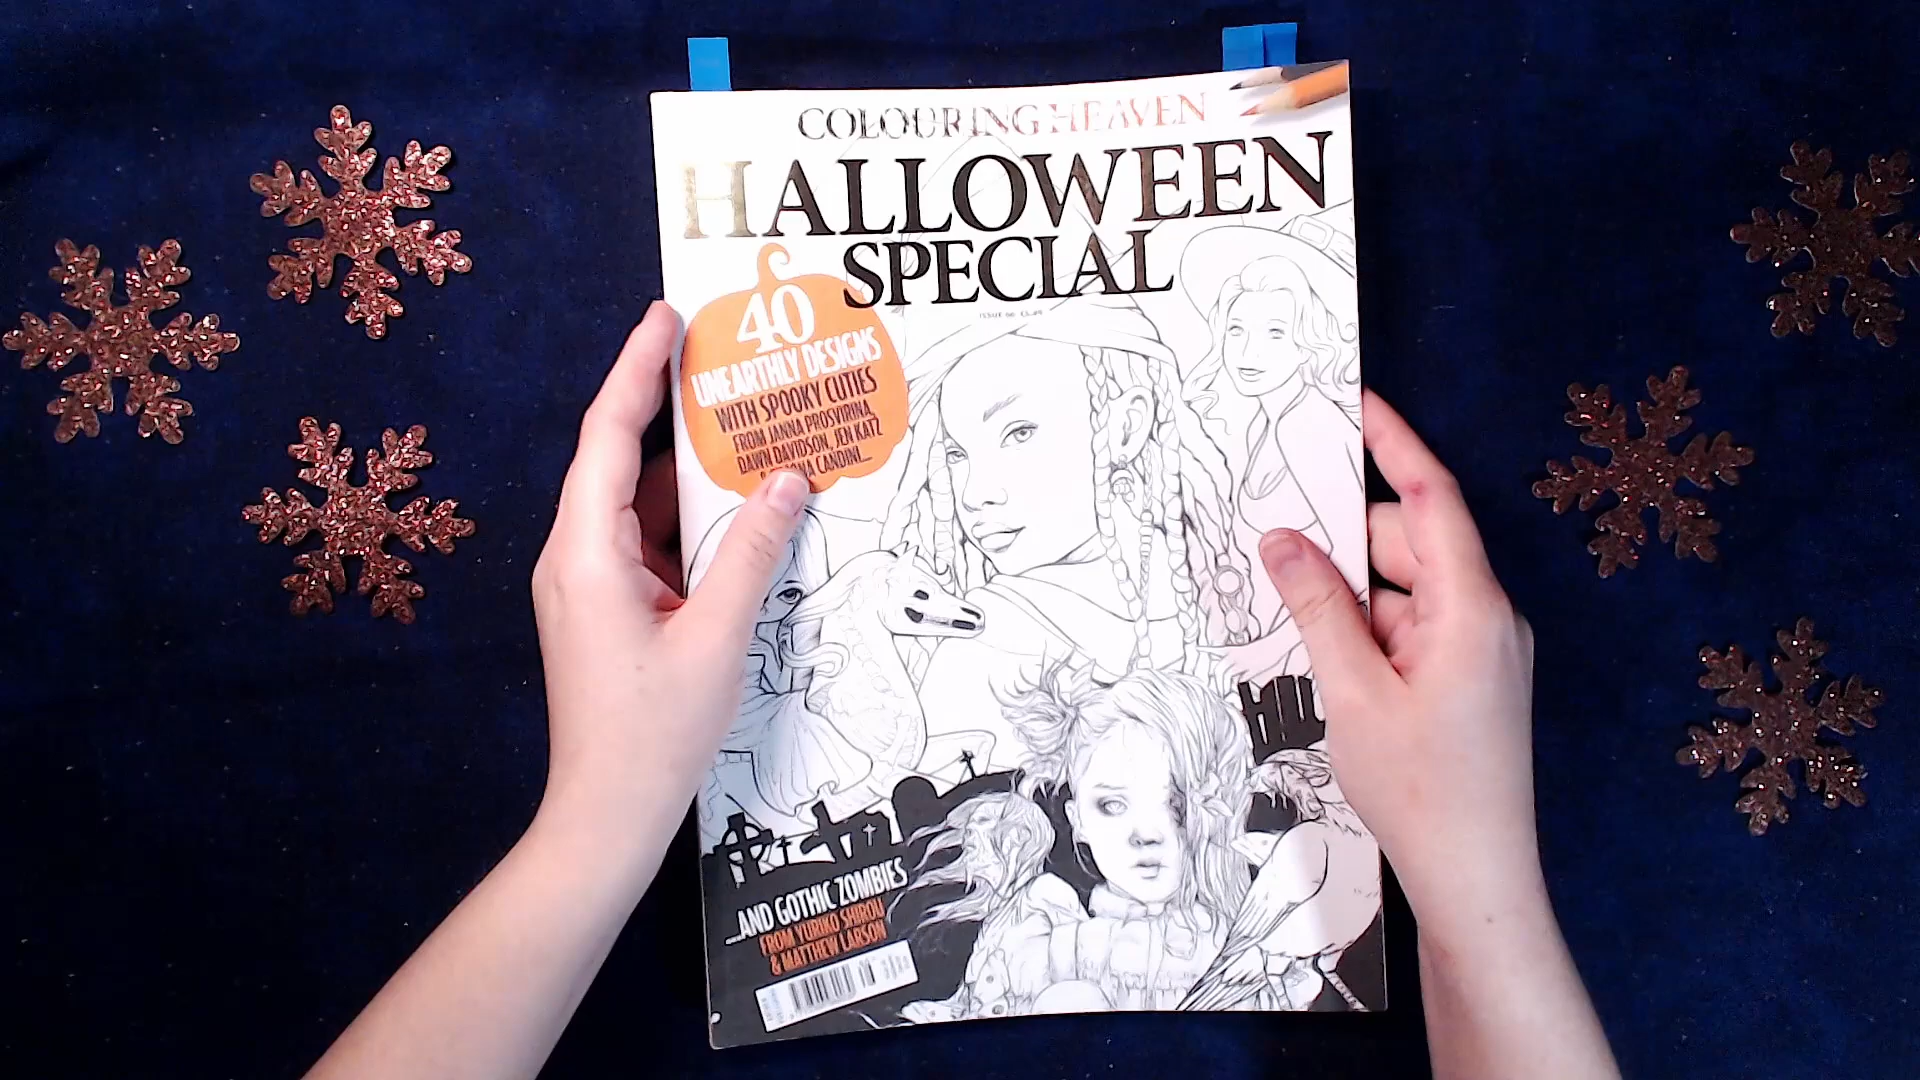 COLOURING HEAVEN
HALLOWEEN
SPECIAL
40
UNEARTHLY DESIGNS
WITH SPOOKY CUTIES
FROM JANNA PROSVIRINA,
DAWN DAVIDSON, JEN KATZ
CANDINI...
...AND GOTHIC ZOMBIES
FROM YURIKO SHIROU
& MATTHEW LARSON